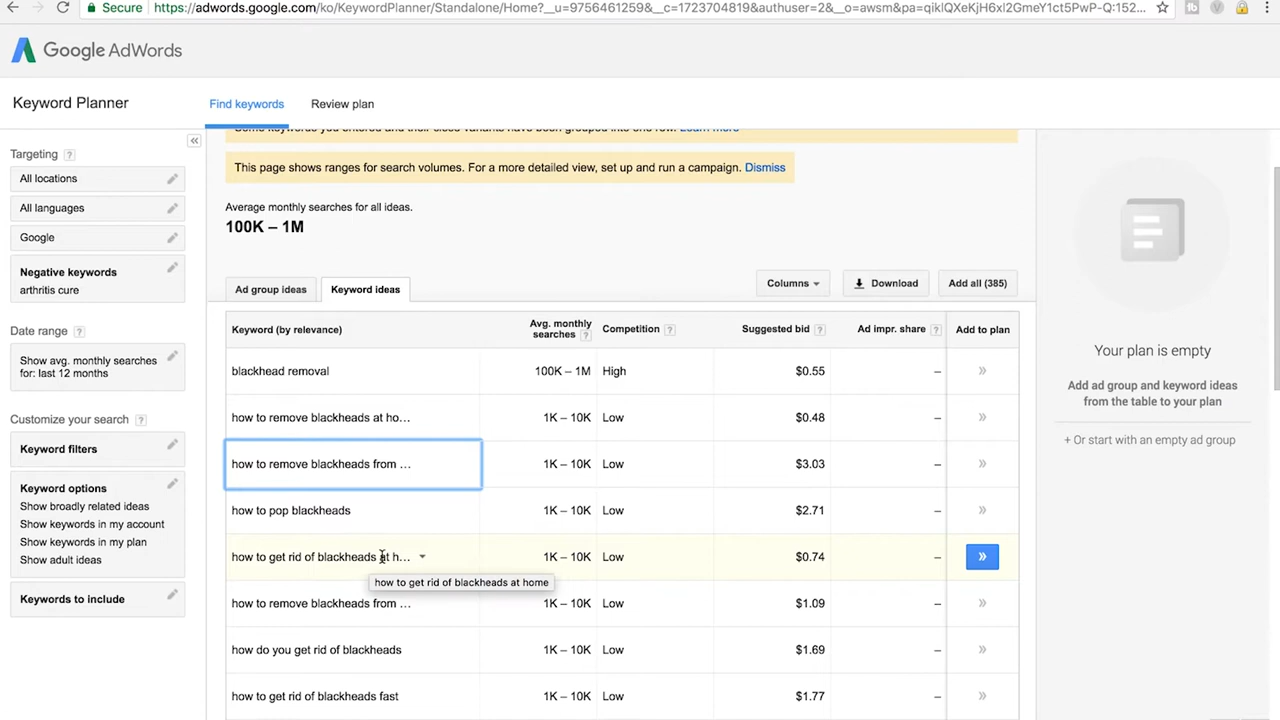 Secure https://adwords.google.com/ko/KeywordPlanner/Standalone/Home?__u=9756461259&__c=1723704819&authuser=2&__o=awsm&pa=qiklQXeKjH6xl2GmeY1ct5PwP-Q:152...
Google AdWords
Keyword Planner
Find keywords
Review plan
This page shows ranges for search volumes. For a more detailed view, set up and run a campaign. Dismiss
Targeting ?
All locations
All languages
Google
Negative keywords
arthritis cure
Date range ?
Show avg. monthly searches
for: last 12 months
Customize your search ?
Keyword filters
Keyword options
Show broadly related ideas
Show keywords in my account
Show keywords in my plan
Show adult ideas
Keywords to include
Average monthly searches for all ideas.
100K – 1M
Ad group ideas
Keyword ideas
Columns
Download
Add all (385)
Keyword (by relevance)
Avg. monthly
searches ?
Competition ?
Suggested bid ?
Ad impr. share ?
Add to plan
blackhead removal 100K – 1M High $0.55 – »
how to remove blackheads at ho… 1K – 10K Low $0.48 – »
how to remove blackheads from … 1K – 10K Low $3.03 – »
how to pop blackheads 1K – 10K Low $2.71 – »
how to get rid of blackheads at h… 1K – 10K Low $0.74 – »
how to get rid of blackheads at home
how to remove blackheads from … 1K – 10K Low $1.09 – »
how do you get rid of blackheads 1K – 10K Low $1.69 – »
how to get rid of blackheads fast 1K – 10K Low $1.77 – »
Your plan is empty
Add ad group and keyword ideas
from the table to your plan
+ Or start with an empty ad group